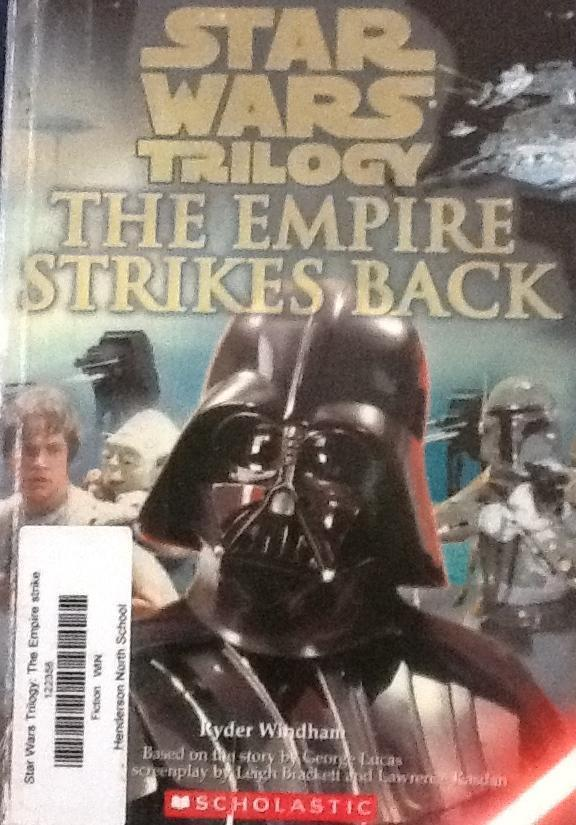 STAR
WARS
TRILOGY
THE EMPIRE
STRIKES BACK
Star Wars Trilogy: The Empire strike
122356
Fiction WIN
Henderson North School
Ryder Windham
Based on the story by George Lucas
screenplay by Leigh Brackett and Lawrence Kasdan
SCHOLASTIC